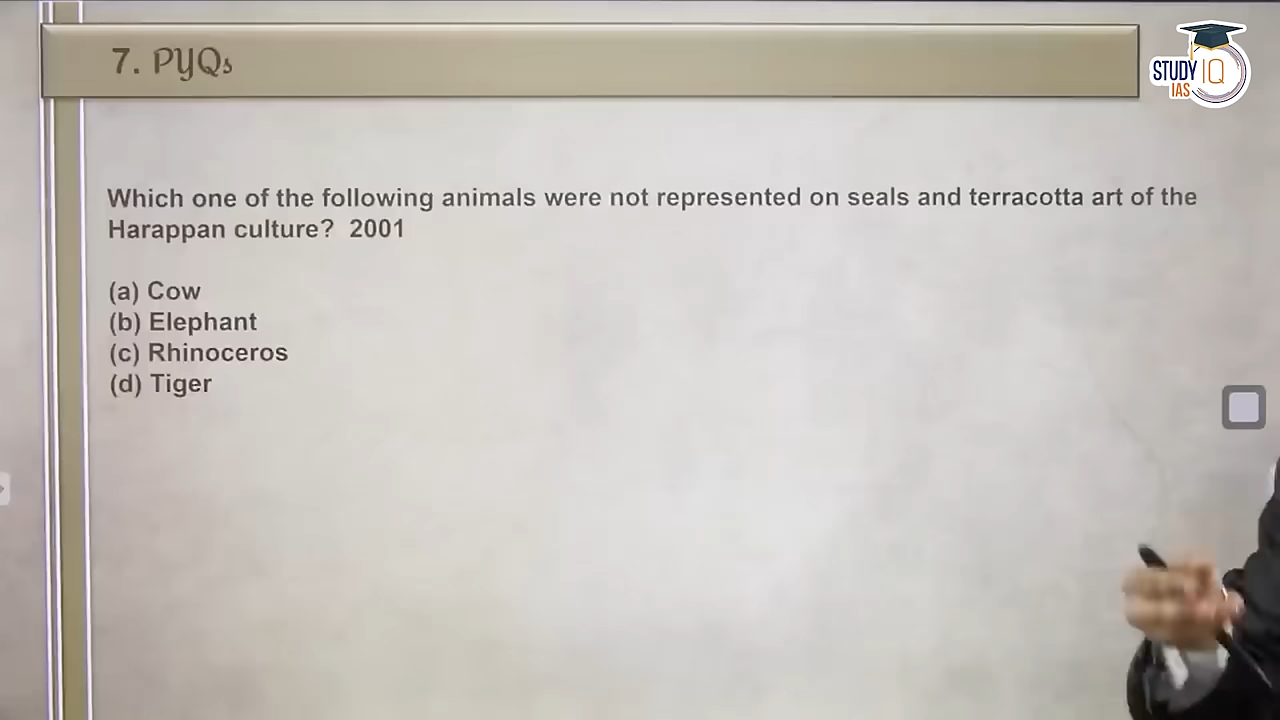 7. PYQs
STUDY IQ
IAS
Which one of the following animals were not represented on seals and terracotta art of the
Harappan culture?  2001
(a) Cow
(b) Elephant
(c) Rhinoceros
(d) Tiger